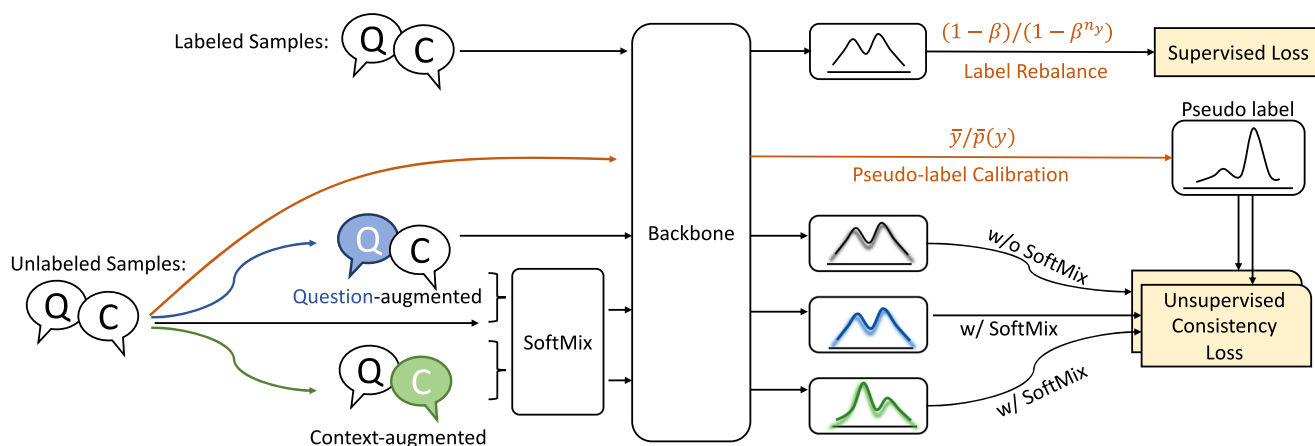 Labeled Samples:
Q C
(1 − β)/(1 − β^{n_y})
Label Rebalance
Supervised Loss
Pseudo label
ȳ/p̄(y)
Pseudo-label Calibration
Backbone
Q C
Question-augmented
Unlabeled Samples:
Q C
SoftMix
Q C
Context-augmented
w/o SoftMix
w/ SoftMix
w/ SoftMix
Unsupervised
Consistency
Loss